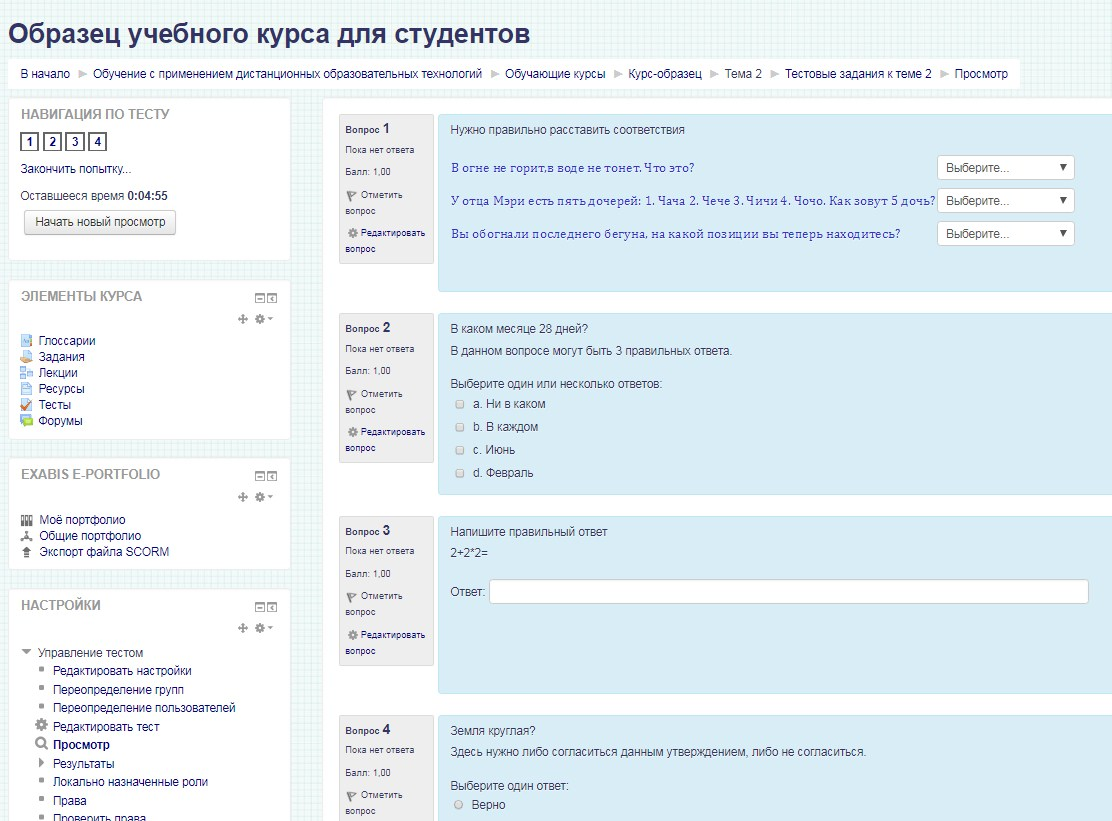 Образец учебного курса для студентов
В начало ► Обучение с применением дистанционных образовательных технологий ► Обучающие курсы ► Курс-образец ► Тема 2 ► Тестовые задания к теме 2 ► Просмотр
НАВИГАЦИЯ ПО ТЕСТУ
1 2 3 4
Закончить попытку...
Оставшееся время 0:04:55
Начать новый просмотр
ЭЛЕМЕНТЫ КУРСА
Глоссарии
Задания
Лекции
Ресурсы
Тесты
Форумы
EXABIS E-PORTFOLIO
Моё портфолио
Общие портфолио
Экспорт файла SCORM
НАСТРОЙКИ
Управление тестом
Редактировать настройки
Переопределение групп
Переопределение пользователей
Редактировать тест
Просмотр
Результаты
Локально назначенные роли
Права
Проверить права
Вопрос 1
Пока нет ответа
Балл: 1,00
Отметить
вопрос
Редактировать
вопрос
Нужно правильно расставить соответствия
В огне не горит,в воде не тонет. Что это? Выберите...
У отца Мэри есть пять дочерей: 1. Чача 2. Чече 3. Чичи 4. Чочо. Как зовут 5 дочь? Выберите...
Вы обогнали последнего бегуна, на какой позиции вы теперь находитесь? Выберите...
Вопрос 2
Пока нет ответа
Балл: 1,00
Отметить
вопрос
Редактировать
вопрос
В каком месяце 28 дней?
В данном вопросе могут быть 3 правильных ответа.
Выберите один или несколько ответов:
a. Ни в каком
b. В каждом
c. Июнь
d. Февраль
Вопрос 3
Пока нет ответа
Балл: 1,00
Отметить
вопрос
Редактировать
вопрос
Напишите правильный ответ
2+2*2=
Ответ:
Вопрос 4
Пока нет ответа
Балл: 1,00
Отметить
вопрос
Земля круглая?
Здесь нужно либо согласиться данным утверждением, либо не согласиться.
Выберите один ответ:
Верно